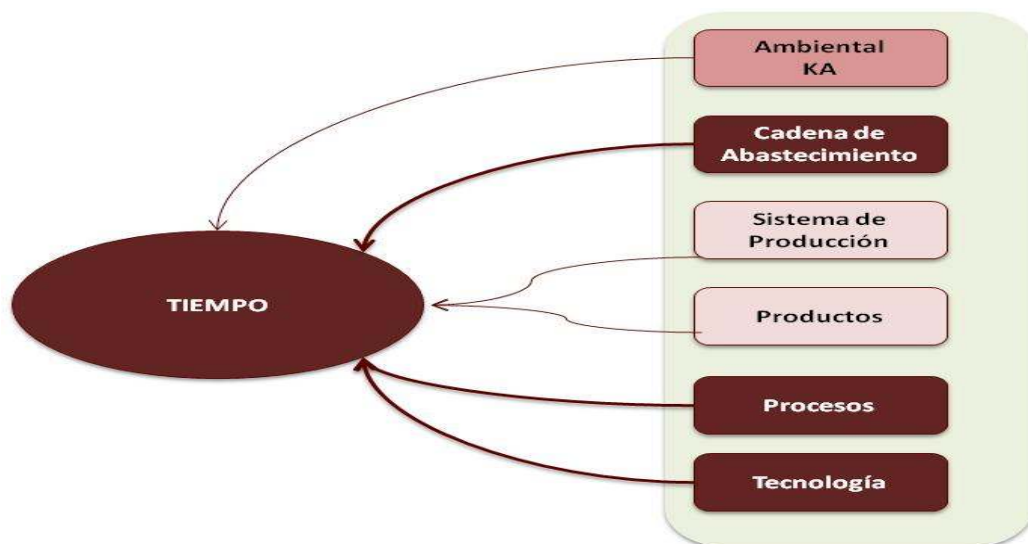 Ambiental
KA
Cadena de
Abastecimiento
Sistema de
Producción
TIEMPO
Productos
Procesos
Tecnología